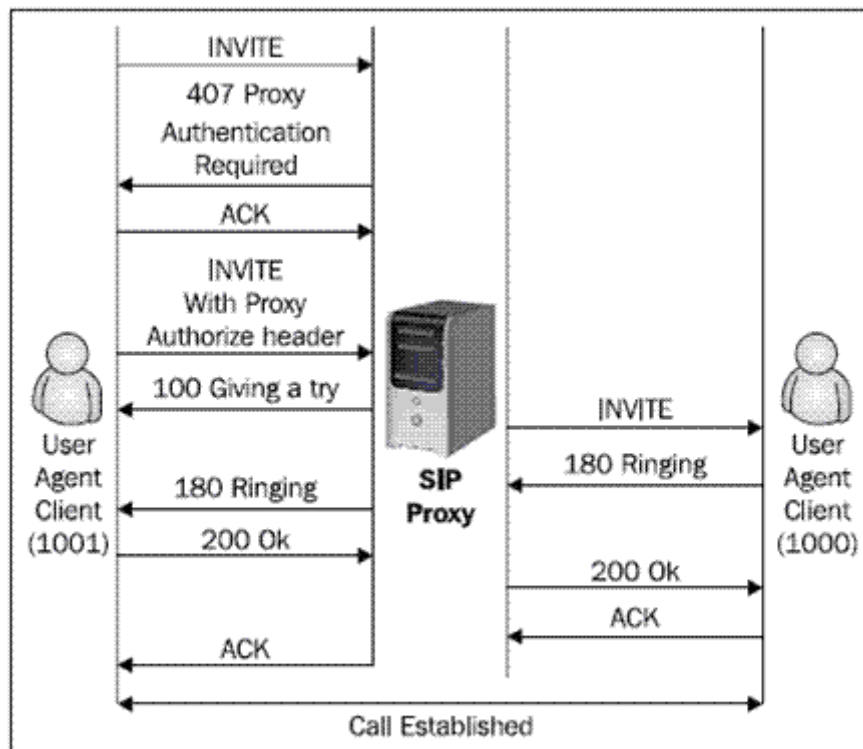 INVITE
407 Proxy
Authentication
Required
ACK
INVITE
With Proxy
Authorize header
100 Giving a try
180 Ringing
200 Ok
ACK
User
Agent
Client
(1001)
SIP
Proxy
INVITE
180 Ringing
200 Ok
ACK
User
Agent
Client
(1000)
Call Established